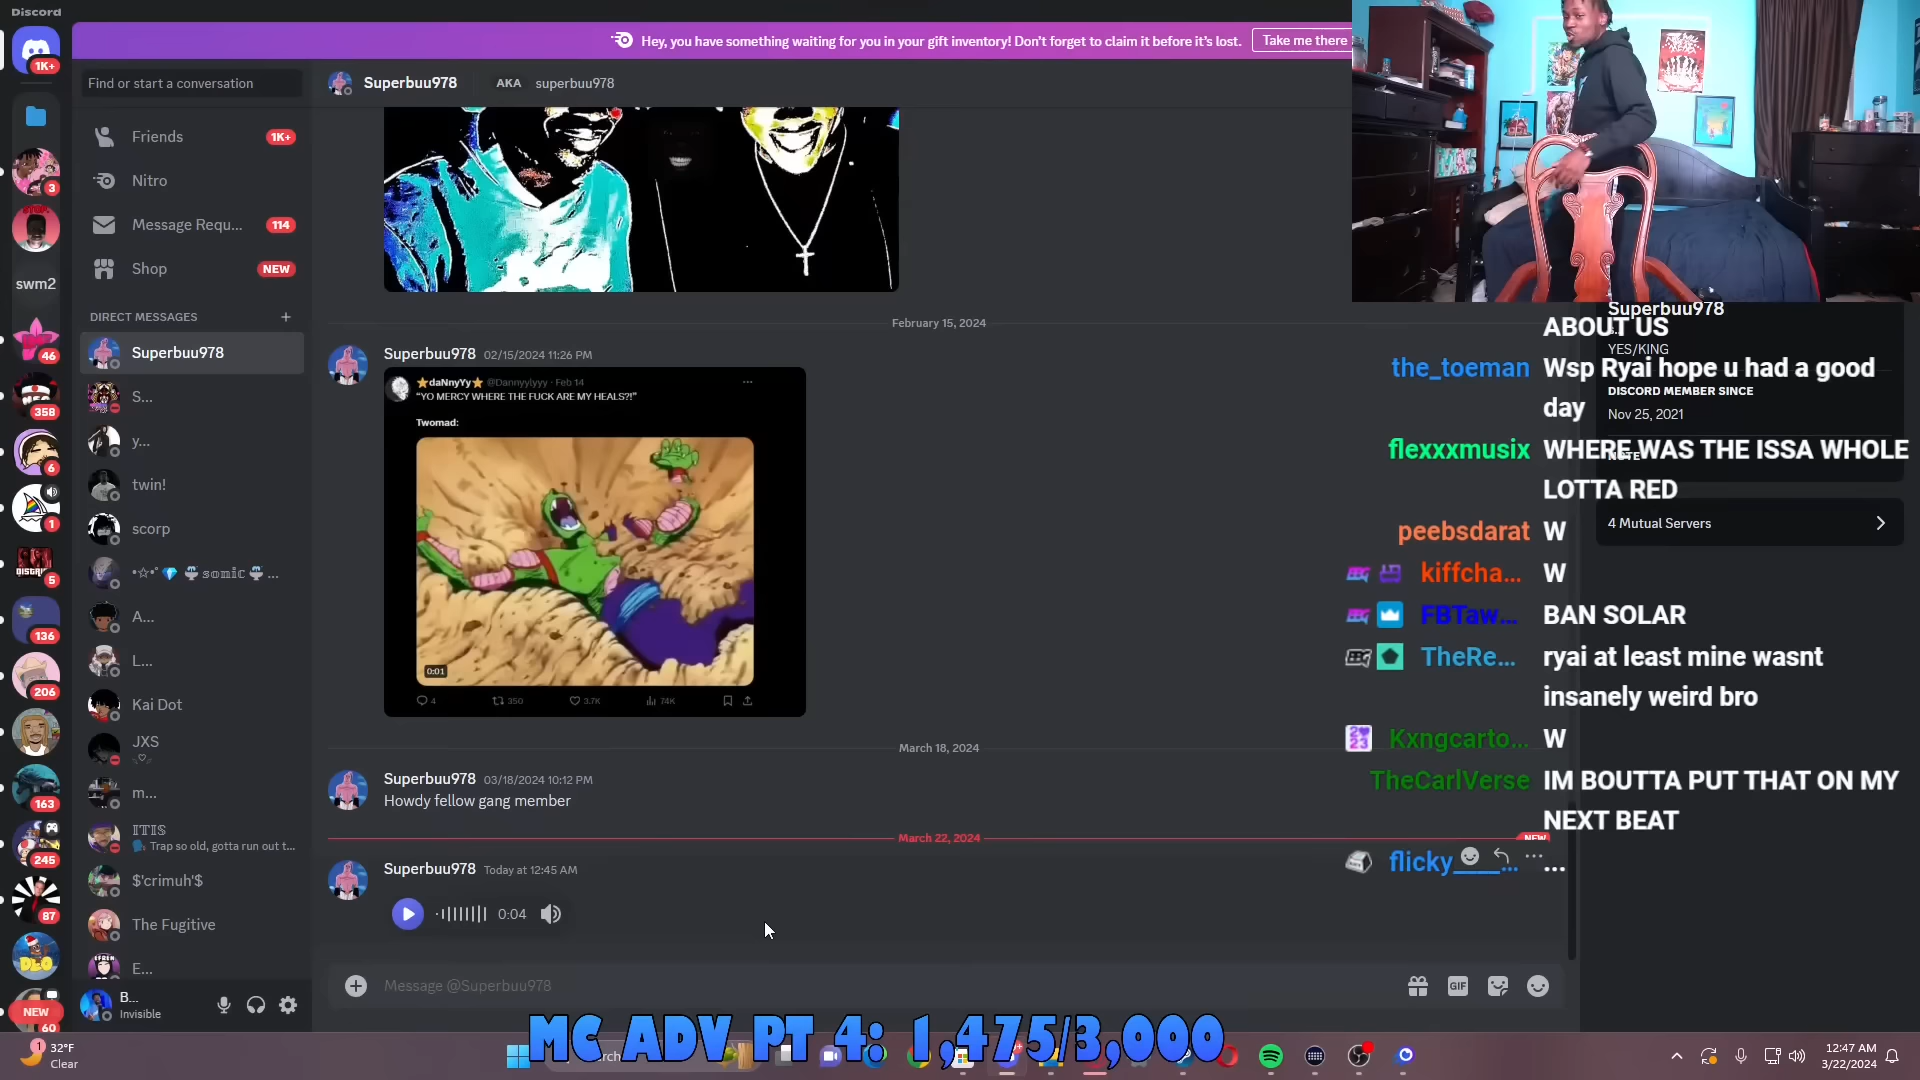 Discord
Hey, you have something waiting for you in your gift inventory! Don't forget to claim it before it's lost.
Take me there
1K+
Find or start a conversation
Superbuu978
AKA
superbuu978
Friends
1K+
Nitro
Message Requ...
114
Shop
NEW
DIRECT MESSAGES
Superbuu978
S...
y...
twin!
scorp
•☆•°💎 🐳𝕤𝕠𝕟𝕚𝕔🐳 ...
A...
L...
Kai Dot
JXS
m...
𝕀𝕋𝕀𝕊
Trap so old, gotta run out t...
$'crimuh'$
The Fugitive
E...
B...
Invisible
3
swm2
46
358
6
1
5
136
206
163
245
87
NEW
60
February 15, 2024
Superbuu978 02/15/2024 11:26 PM
⭐daNnyYy⭐ @Dannyylyyy · Feb 14
"YO MERCY WHERE THE FUCK ARE MY HEALS?!"
Twomad:
0:01
4
350
3.7K
74K
March 18, 2024
Superbuu978 03/18/2024 10:12 PM
Howdy fellow gang member
March 22, 2024
NEW
Superbuu978 Today at 12:45 AM
0:04
Message @Superbuu978
GIF
Superbuu978
ABOUT US
YES/KING
the_toeman Wsp Ryai hope u had a good
day
DISCORD MEMBER SINCE
Nov 25, 2021
flexxxmusix WHERE WAS THE ISSA WHOLE
NOTE
LOTTA RED
4 Mutual Servers
peebsdarat W
kiffcha... W
FBTaw... BAN SOLAR
TheRe... ryai at least mine wasnt
insanely weird bro
Kxngcarto... W
TheCarlVerse IM BOUTTA PUT THAT ON MY
NEXT BEAT
flicky____... ...
MC ADV PT 4: 1,475/3,000
1
32°F
Clear
12:47 AM
3/22/2024